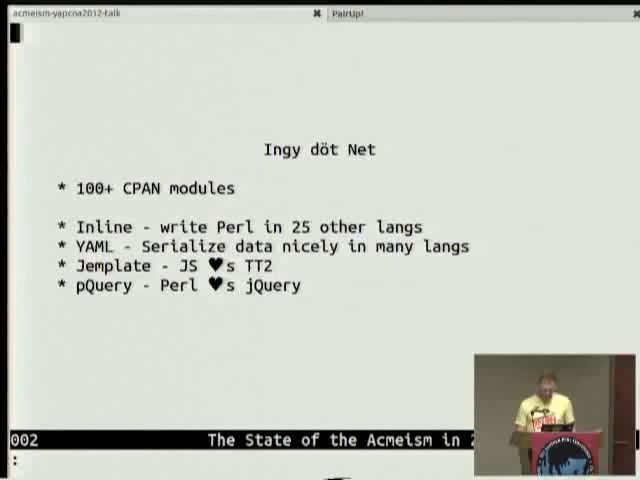 acmeism-yapcna2012-talk
PairUp!
Ingy döt Net
* 100+ CPAN modules
* Inline - write Perl in 25 other langs
* YAML - Serialize data nicely in many langs
* Jemplate - JS ♥s TT2
* pQuery - Perl ♥s jQuery
002 The State of the Acmeism in 2
: